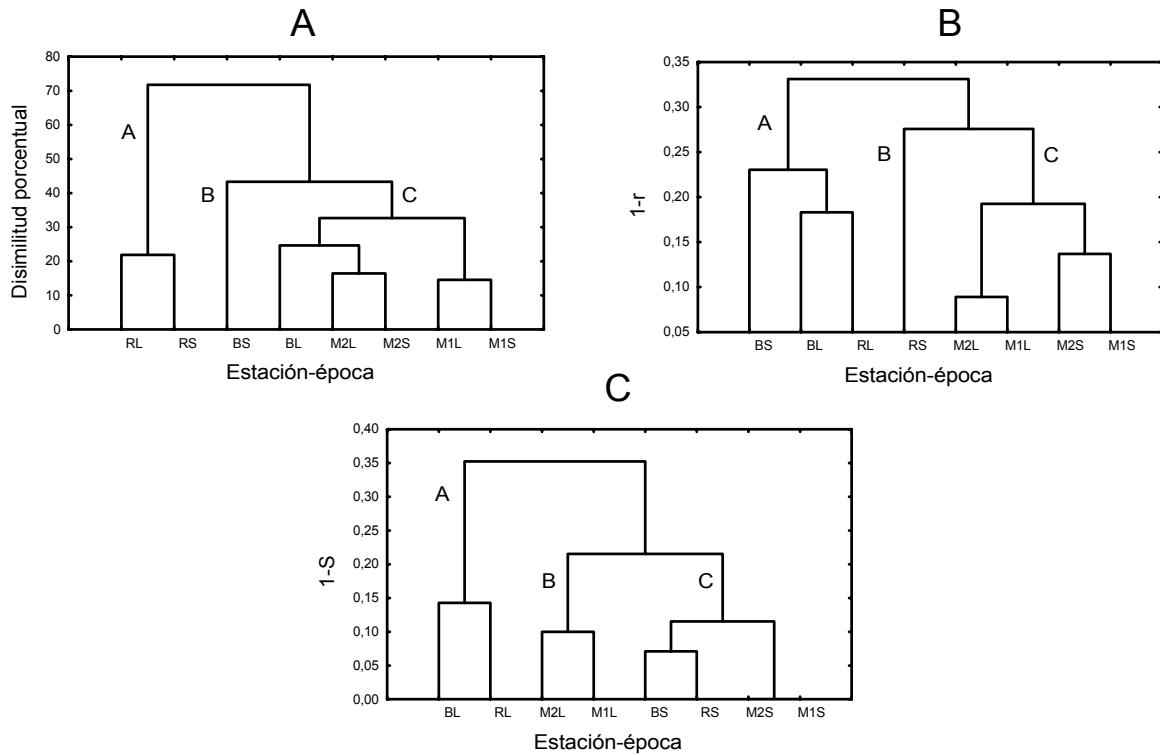 A
80
70
60
50
40
30
20
10
0
Disimilitud porcentual
A
B
C
RL RS BS BL M2L M2S M1L M1S
Estación-época
B
0,35
0,30
0,25
0,20
0,15
0,10
0,05
1-r
A
B
C
BS BL RL RS M2L M1L M2S M1S
Estación-época
C
0,40
0,35
0,30
0,25
0,20
0,15
0,10
0,05
0,00
1-S
A
B
C
BL RL M2L M1L BS RS M2S M1S
Estación-época